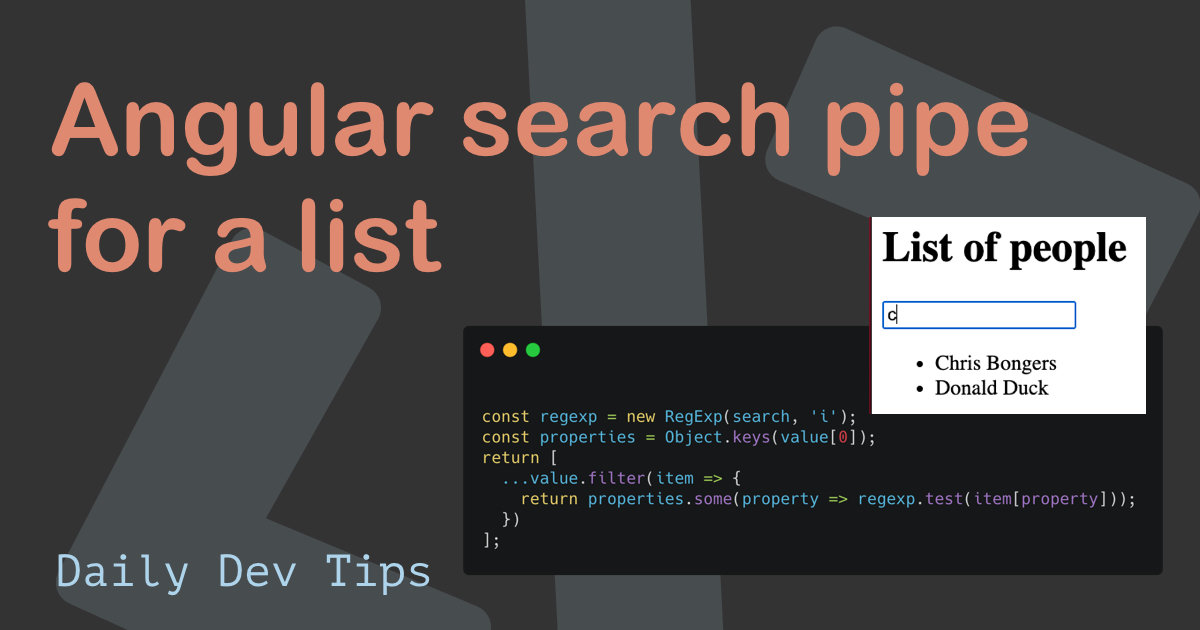 Angular search pipe
for a list
List of people
c
• Chris Bongers
• Donald Duck
const regexp = new RegExp(search, 'i');
const properties = Object.keys(value[0]);
return [
  ...value.filter(item => {
    return properties.some(property => regexp.test(item[property]));
  })
];
Daily Dev Tips